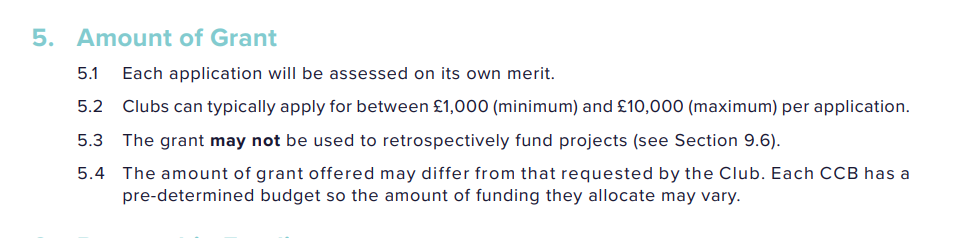 5. Amount of Grant
5.1 Each application will be assessed on its own merit.
5.2 Clubs can typically apply for between £1,000 (minimum) and £10,000 (maximum) per application.
5.3 The grant may not be used to retrospectively fund projects (see Section 9.6).
5.4 The amount of grant offered may differ from that requested by the Club. Each CCB has a
pre-determined budget so the amount of funding they allocate may vary.